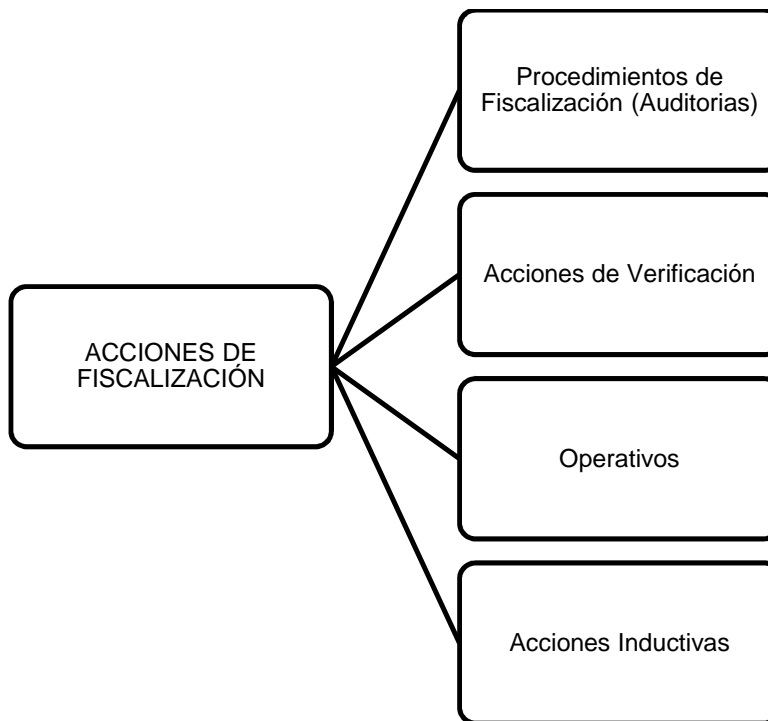 Procedimientos de
Fiscalización (Auditorias)
Acciones de Verificación
ACCIONES DE
FISCALIZACIÓN
Operativos
Acciones Inductivas